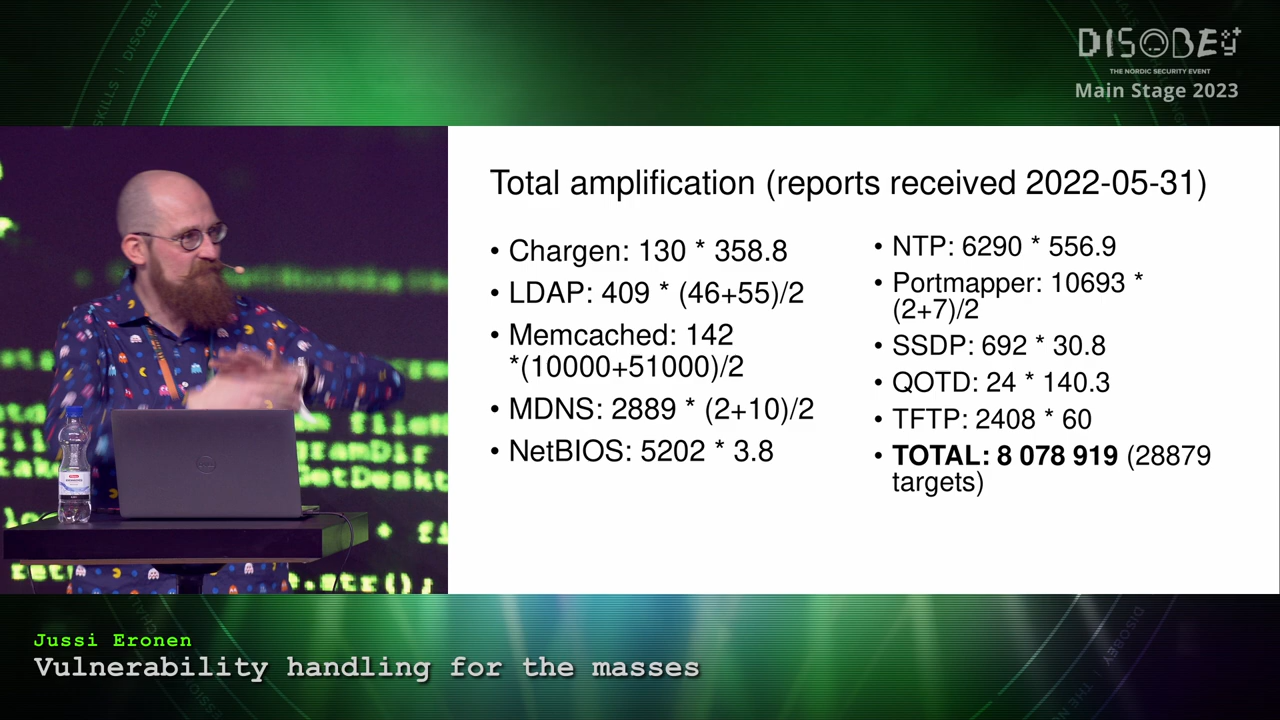 DISOBEY
THE NORDIC SECURITY EVENT
Main Stage 2023
SKILLS | DISOBEY
Total amplification (reports received 2022-05-31)
• Chargen: 130 * 358.8
• LDAP: 409 * (46+55)/2
• Memcached: 142
*(10000+51000)/2
• MDNS: 2889 * (2+10)/2
• NetBIOS: 5202 * 3.8
• NTP: 6290 * 556.9
• Portmapper: 10693 *
(2+7)/2
• SSDP: 692 * 30.8
• QOTD: 24 * 140.3
• TFTP: 2408 * 60
• TOTAL: 8 078 919 (28879
targets)
Jussi Eronen
Vulnerability handling for the masses